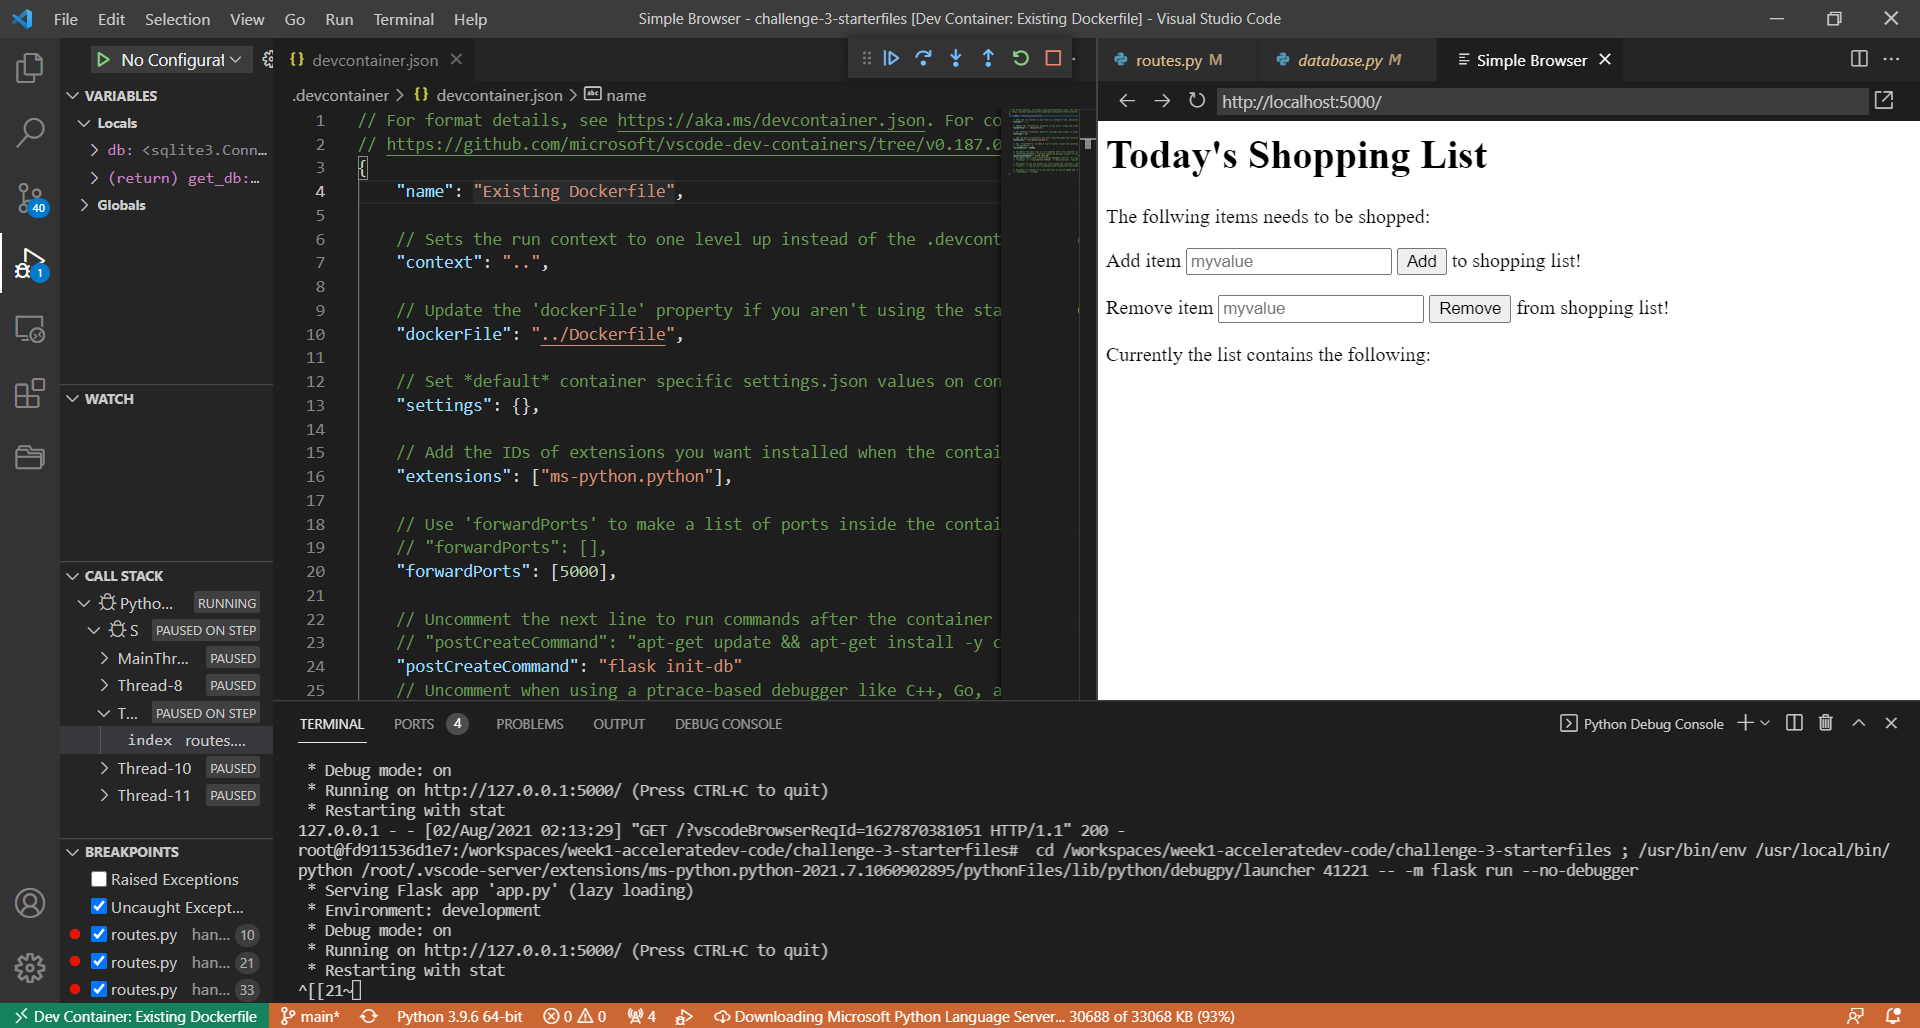 File Edit Selection View Go Run Terminal Help
Simple Browser - challenge-3-starterfiles [Dev Container: Existing Dockerfile] - Visual Studio Code
No Configurat
VARIABLES
Locals
db: <sqlite3.Conn...
(return) get_db:...
Globals
WATCH
CALL STACK
Pytho... RUNNING
S PAUSED ON STEP
MainThr... PAUSED
Thread-8 PAUSED
T... PAUSED ON STEP
index routes....
Thread-10 PAUSED
Thread-11 PAUSED
BREAKPOINTS
Raised Exceptions
Uncaught Except...
routes.py han... 10
routes.py han... 21
routes.py han... 33
40
1
{} devcontainer.json
.devcontainer > {} devcontainer.json > abc name
1 // For format details, see https://aka.ms/devcontainer.json. For co
2 // https://github.com/microsoft/vscode-dev-containers/tree/v0.187.0
3 {
4 "name": "Existing Dockerfile",
5
6 // Sets the run context to one level up instead of the .devcont
7 "context": "..",
8
9 // Update the 'dockerFile' property if you aren't using the sta
10 "dockerFile": "../Dockerfile",
11
12 // Set *default* container specific settings.json values on con
13 "settings": {},
14
15 // Add the IDs of extensions you want installed when the contai
16 "extensions": ["ms-python.python"],
17
18 // Use 'forwardPorts' to make a list of ports inside the contai
19 // "forwardPorts": [],
20 "forwardPorts": [5000],
21
22 // Uncomment the next line to run commands after the container
23 // "postCreateCommand": "apt-get update && apt-get install -y c
24 "postCreateCommand": "flask init-db"
25 // Uncomment when using a ptrace-based debugger like C++, Go, a
routes.py M database.py M Simple Browser
http://localhost:5000/
Today's Shopping List
The follwing items needs to be shopped:
Add item myvalue Add to shopping list!
Remove item myvalue Remove from shopping list!
Currently the list contains the following:
TERMINAL PORTS 4 PROBLEMS OUTPUT DEBUG CONSOLE
Python Debug Console
* Debug mode: on
* Running on http://127.0.0.1:5000/ (Press CTRL+C to quit)
* Restarting with stat
127.0.0.1 - - [02/Aug/2021 02:13:29] "GET /?vscodeBrowserReqId=1627870381051 HTTP/1.1" 200 -
root@fd911536d1e7:/workspaces/week1-acceleratedev-code/challenge-3-starterfiles# cd /workspaces/week1-acceleratedev-code/challenge-3-starterfiles ; /usr/bin/env /usr/local/bin/
python /root/.vscode-server/extensions/ms-python.python-2021.7.1060902895/pythonFiles/lib/python/debugpy/launcher 41221 -- -m flask run --no-debugger
* Serving Flask app 'app.py' (lazy loading)
* Environment: development
* Debug mode: on
* Running on http://127.0.0.1:5000/ (Press CTRL+C to quit)
* Restarting with stat
^[[21~
Dev Container: Existing Dockerfile main* Python 3.9.6 64-bit 0 0 4 Downloading Microsoft Python Language Server... 30688 of 33068 KB (93%)